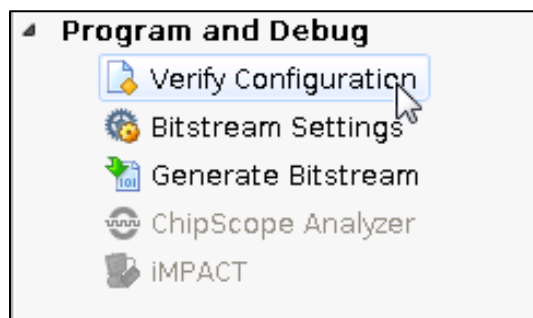 Program and Debug
Verify Configuration
Bitstream Settings
Generate Bitstream
ChipScope Analyzer
iMPACT